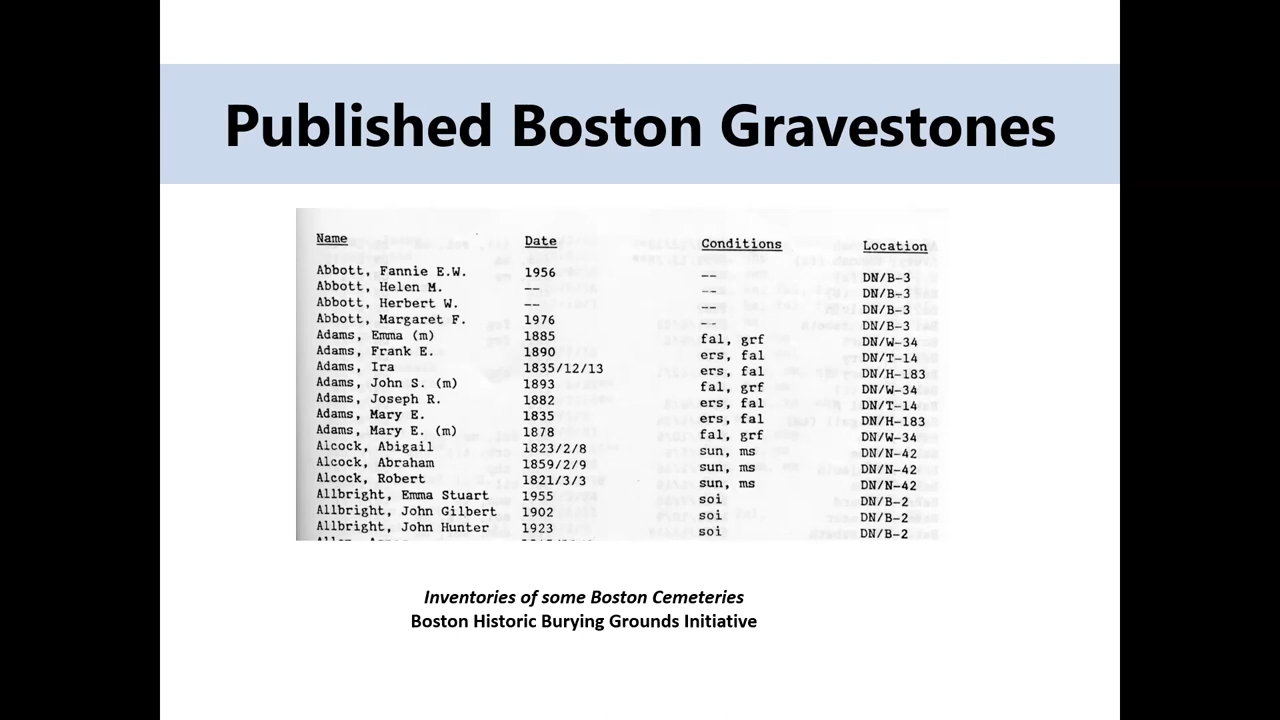 Published Boston Gravestones
Name Date Conditions Location
Abbott, Fannie E.W. 1956 -- DN/B-3
Abbott, Helen M. -- -- DN/B-3
Abbott, Herbert W. -- -- DN/B-3
Abbott, Margaret F. 1976 -- DN/B-3
Adams, Emma (m) 1885 fal, grf DN/W-34
Adams, Frank E. 1890 ers, fal DN/T-14
Adams, Ira 1835/12/13 ers, fal DN/H-183
Adams, John S. (m) 1893 fal, grf DN/W-34
Adams, Joseph R. 1882 ers, fal DN/T-14
Adams, Mary E. 1835 ers, fal DN/H-183
Adams, Mary E. (m) 1878 fal, grf DN/W-34
Alcock, Abigail 1823/2/8 sun, ms DN/N-42
Alcock, Abraham 1859/2/9 sun, ms DN/N-42
Alcock, Robert 1821/3/3 sun, ms DN/N-42
Allbright, Emma Stuart 1955 soi DN/B-2
Allbright, John Gilbert 1902 soi DN/B-2
Allbright, John Hunter 1923 soi DN/B-2
Inventories of some Boston Cemeteries
Boston Historic Burying Grounds Initiative